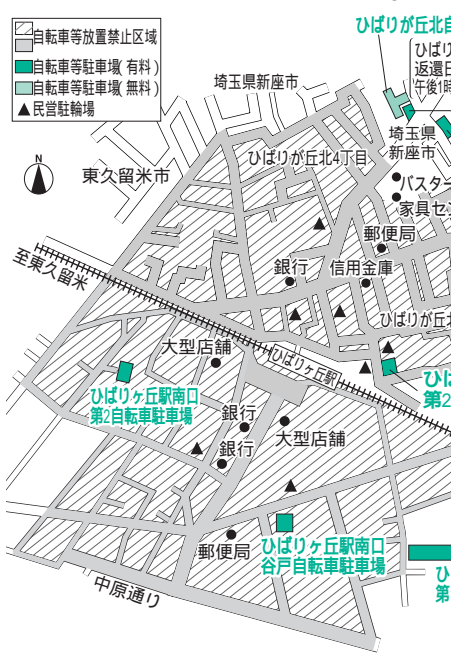 ひばりが丘北自
自転車等放置禁止区域
自転車等駐車場(有料)
自転車等駐車場(無料)
▲民営駐輪場
ひばり
返還日
午後1時
埼玉県新座市
埼玉県
新座市
N
東久留米市
ひばりが丘北4丁目
バスター
家具セン
郵便局
至東久留米
銀行
信用金庫
ひばりが丘北
大型店舗
ひばりヶ丘駅
ひば
第2
ひばりヶ丘駅南口
第2自転車駐車場
銀行
銀行
大型店舗
郵便局
ひばりヶ丘駅南口
谷戸自転車駐車場
ひ
第
中原通り